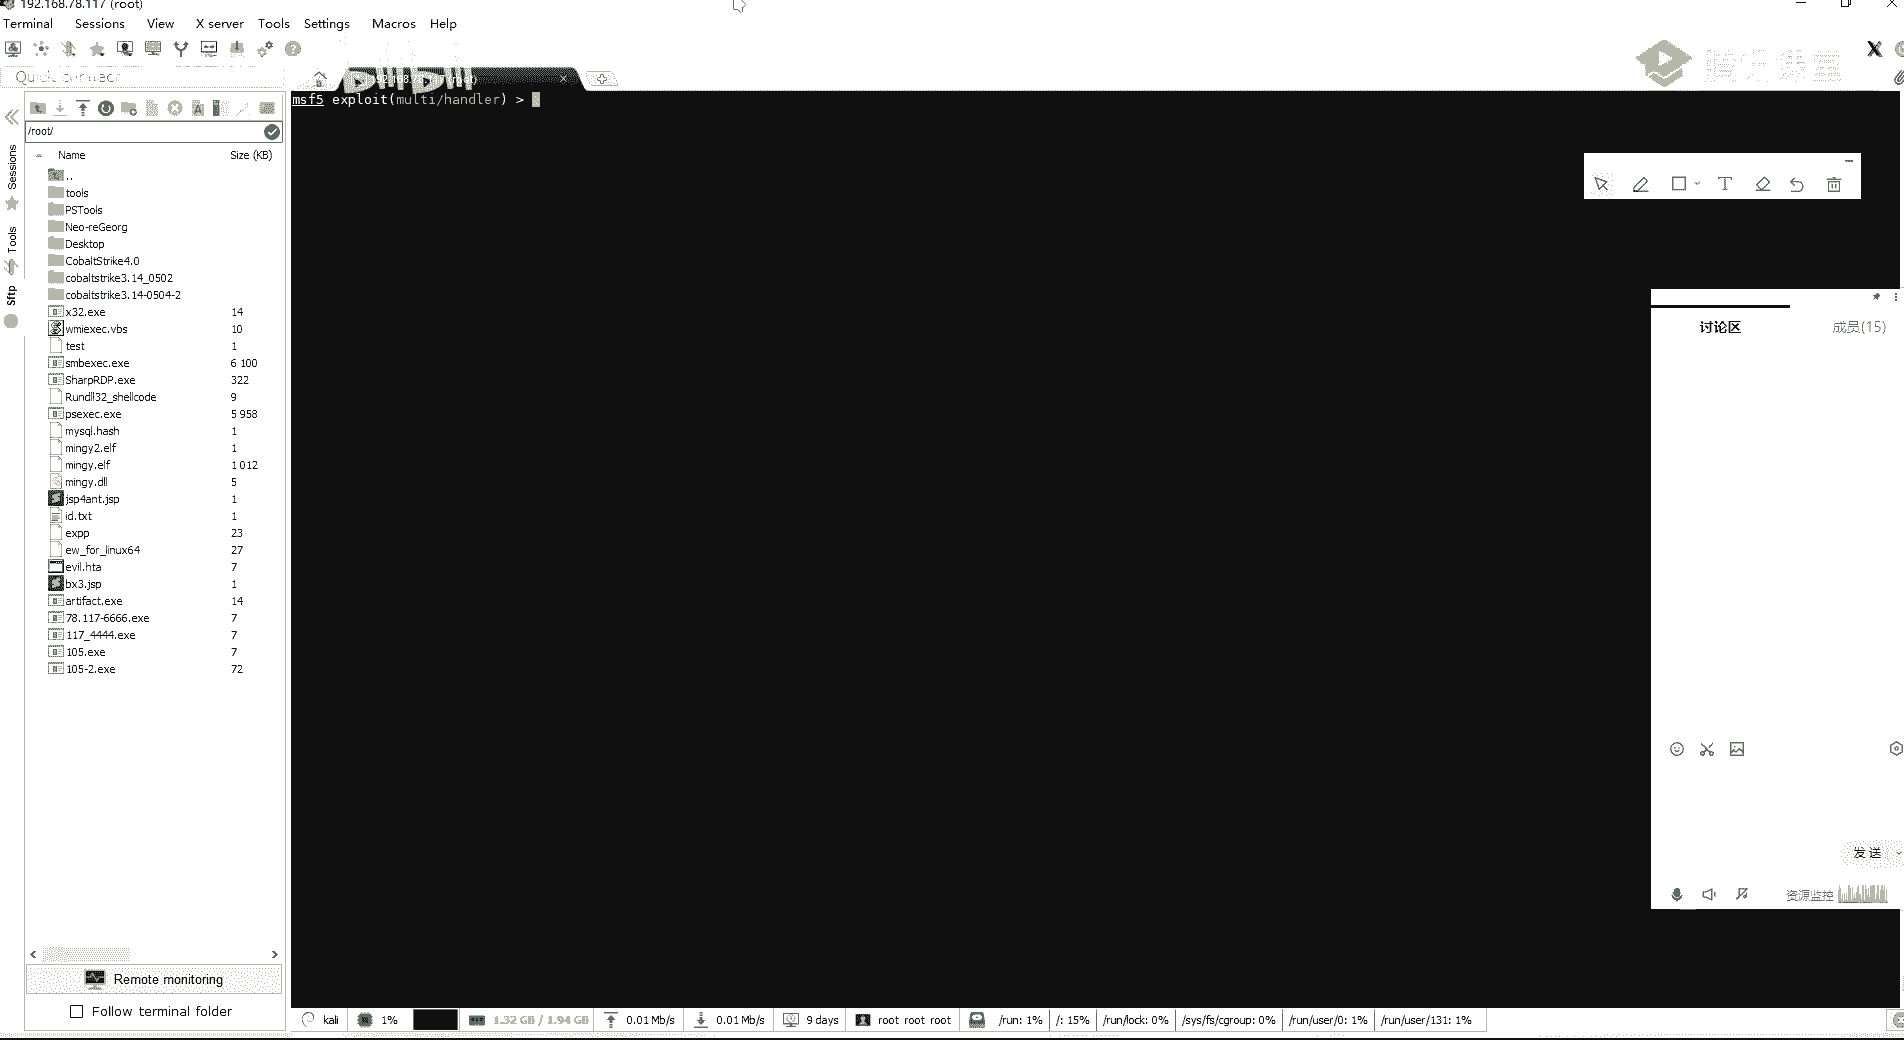 192.168.78.117 (root)
Terminal Sessions View X server Tools Settings Macros Help
msf5 exploit(multi/handler) >
/root/
Name Size (KB)
..
tools
PSTools
Neo-reGeorg
Desktop
CobaltStrike4.0
cobaltstrike3.14_0502
cobaltstrike3.14-0504-2
x32.exe 14
wmiexec.vbs 10
test 1
smbexec.exe 6 100
SharpRDP.exe 322
Rundll32_shellcode 9
psexec.exe 5 958
mysql.hash 1
mingy2.elf 1
mingy.elf 1 012
mingy.dll 5
jsp4ant.jsp 1
id.txt 1
expp 23
ew_for_linux64 27
evil.hta 7
bx3.jsp 1
artifact.exe 14
78.117-6666.exe 7
117_4444.exe 7
105.exe 7
105-2.exe 72
Sessions
Tools
Sftp
Remote monitoring
Follow terminal folder
讨论区 成员(15)
发送
资源监控
kali 1% 1.32 GB / 1.94 GB 0.01 Mb/s 0.01 Mb/s 9 days root root root /run: 1% /: 15% /run/lock: 0% /sys/fs/cgroup: 0% /run/user/0: 1% /run/user/131: 1%